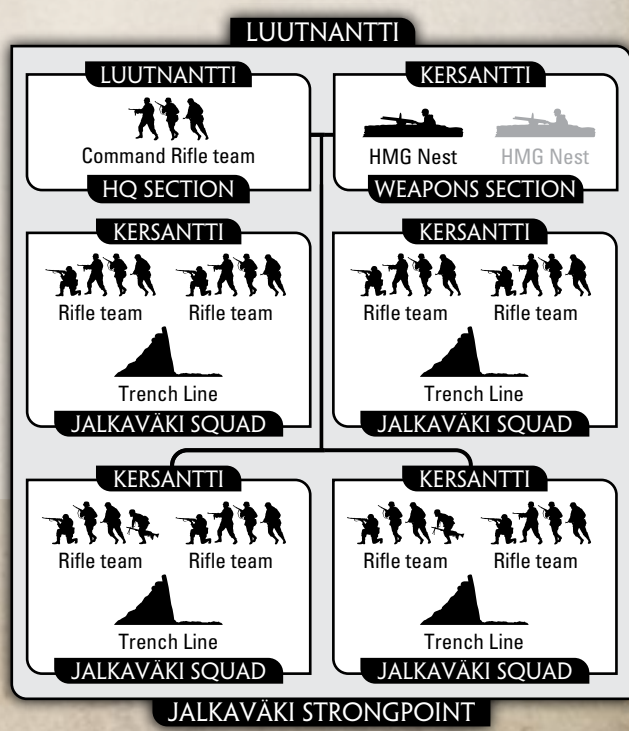 LUUTNANTTI
LUUTNANTTI
Command Rifle team
HQ SECTION
KERSANTTI
HMG Nest HMG Nest
WEAPONS SECTION
KERSANTTI
Rifle team Rifle team
Trench Line
JALKAVÄKI SQUAD
KERSANTTI
Rifle team Rifle team
Trench Line
JALKAVÄKI SQUAD
KERSANTTI
Rifle team Rifle team
Trench Line
JALKAVÄKI SQUAD
KERSANTTI
Rifle team Rifle team
Trench Line
JALKAVÄKI SQUAD
JALKAVÄKI STRONGPOINT